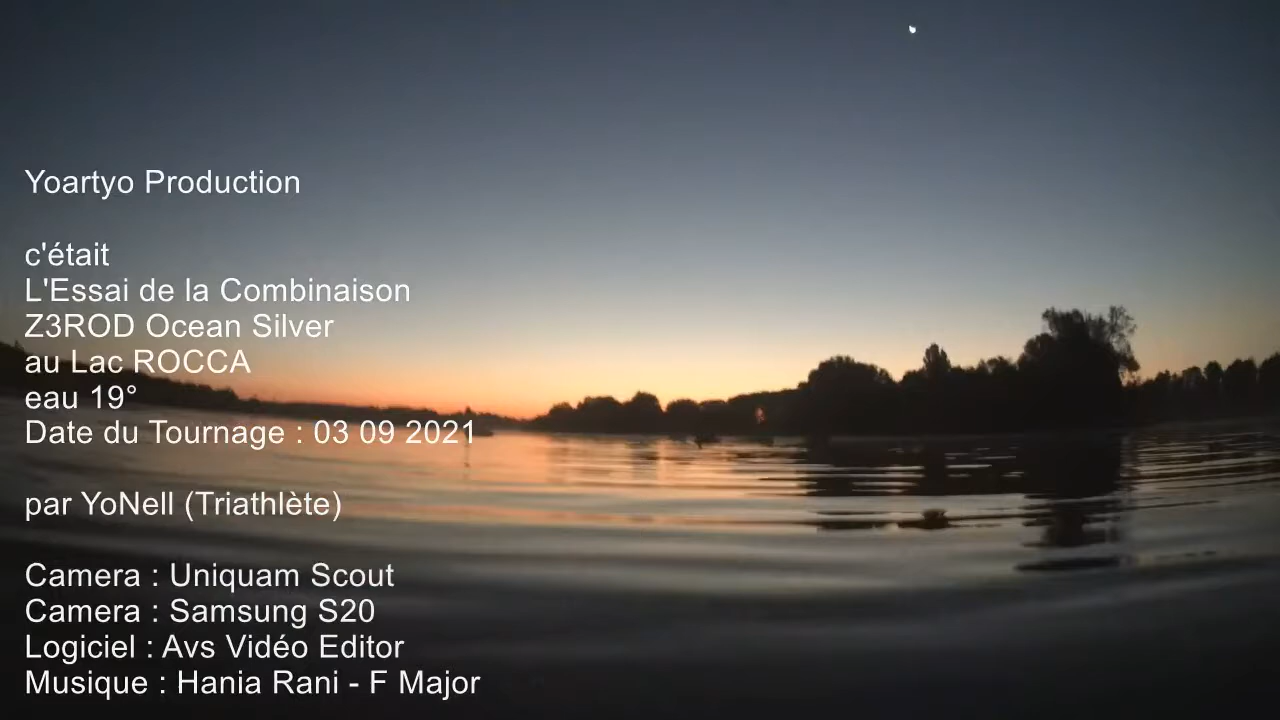 Yoartyo Production
c'était
L'Essai de la Combinaison
Z3ROD Ocean Silver
au Lac ROCCA
eau 19°
Date du Tournage : 03 09 2021
par YoNell (Triathlète)
Camera : Uniquam Scout
Camera : Samsung S20
Logiciel : Avs Vidéo Editor
Musique : Hania Rani - F Major